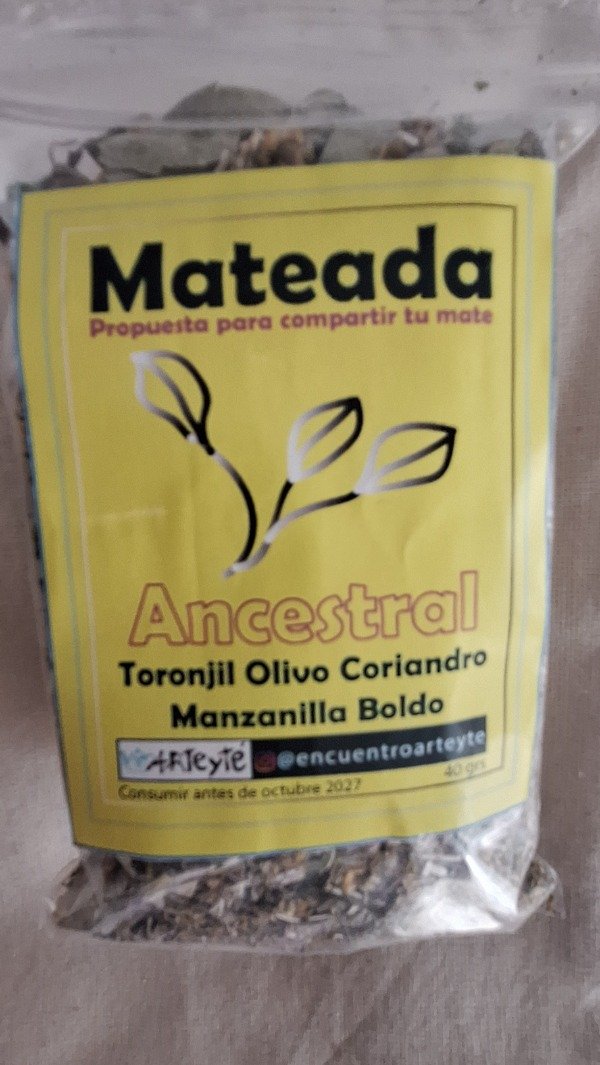 Mateada
Propuesta para compartir tu mate
Ancestral
Toronjil Olivo Coriandro
Manzanilla Boldo
ARTeyTé @encuentroarteyte
40 grs
Consumir antes de octubre 2027